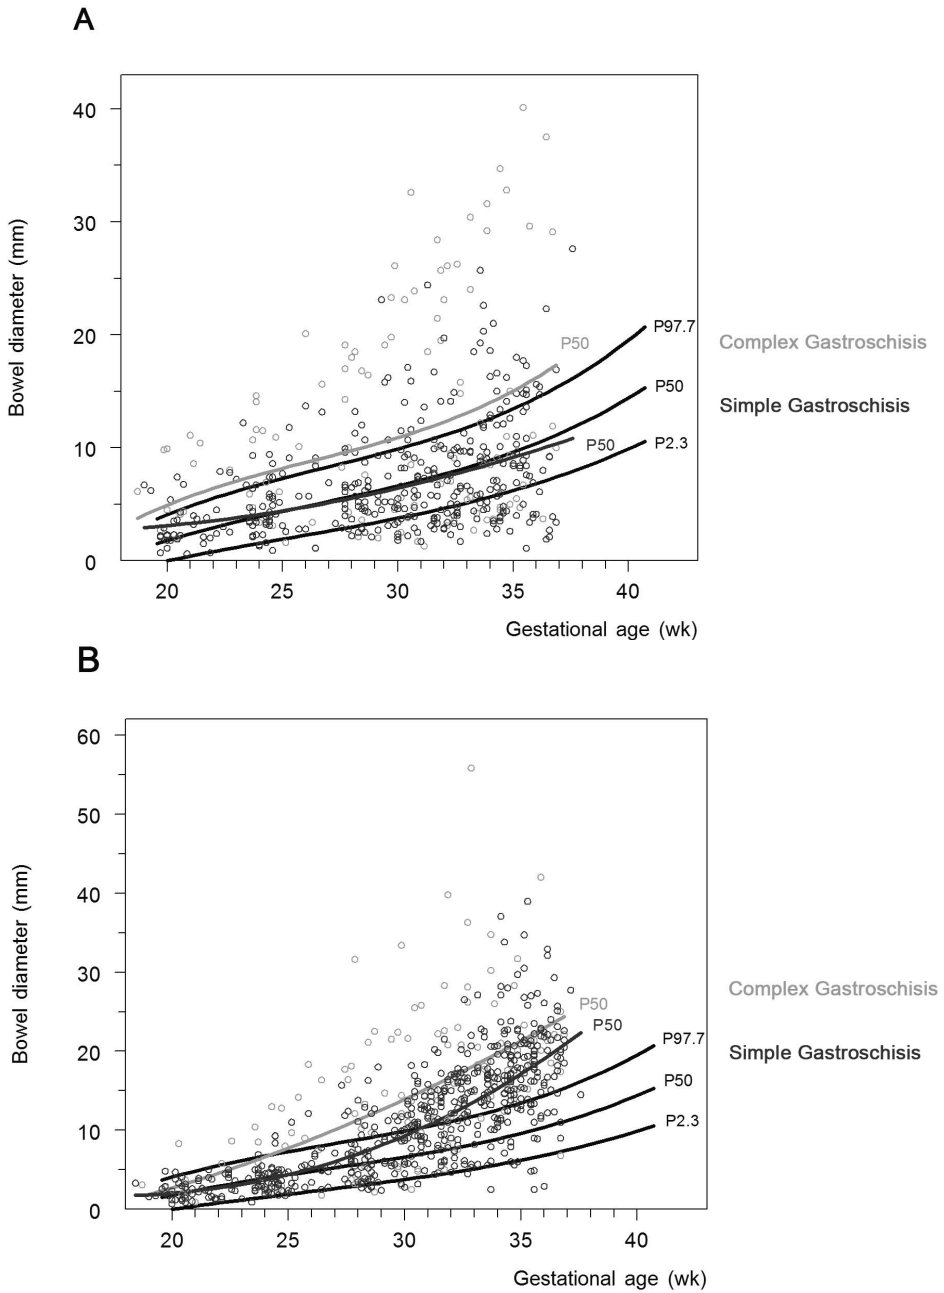 A
40
30
20
10
0
Bowel diameter (mm)
P50
P97.7
P50
P50
P2.3
Complex Gastroschisis
Simple Gastroschisis
20 25 30 35 40
Gestational age (wk)
B
60
50
40
30
20
10
0
Bowel diameter (mm)
P50
P50
P97.7
P50
P2.3
Complex Gastroschisis
Simple Gastroschisis
20 25 30 35 40
Gestational age (wk)